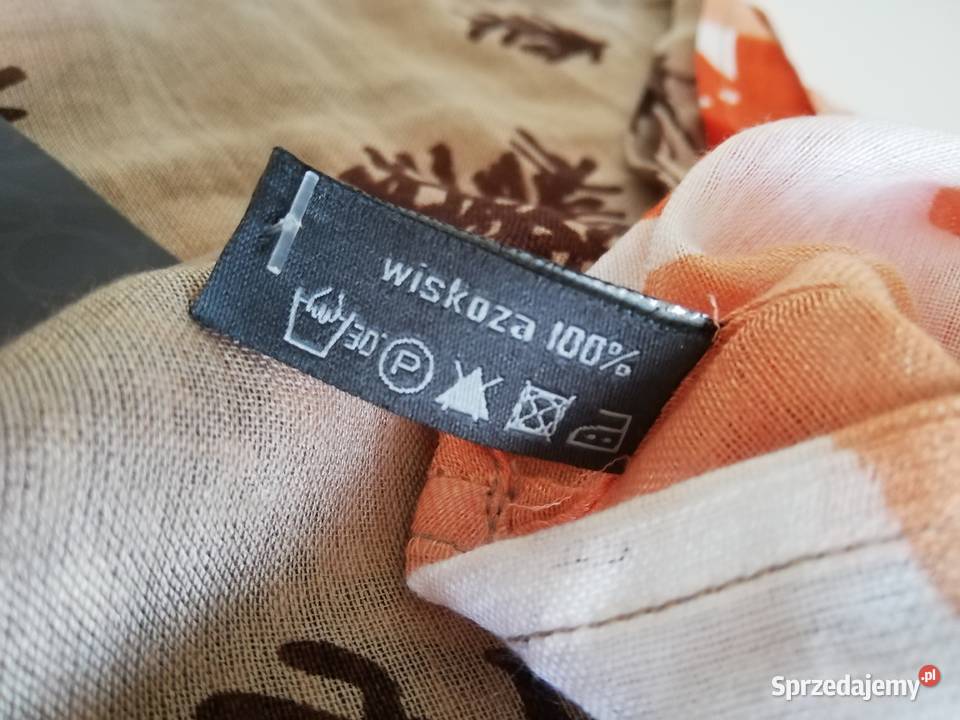 wiskoza 100%
30° P
Sprzedajemy.pl